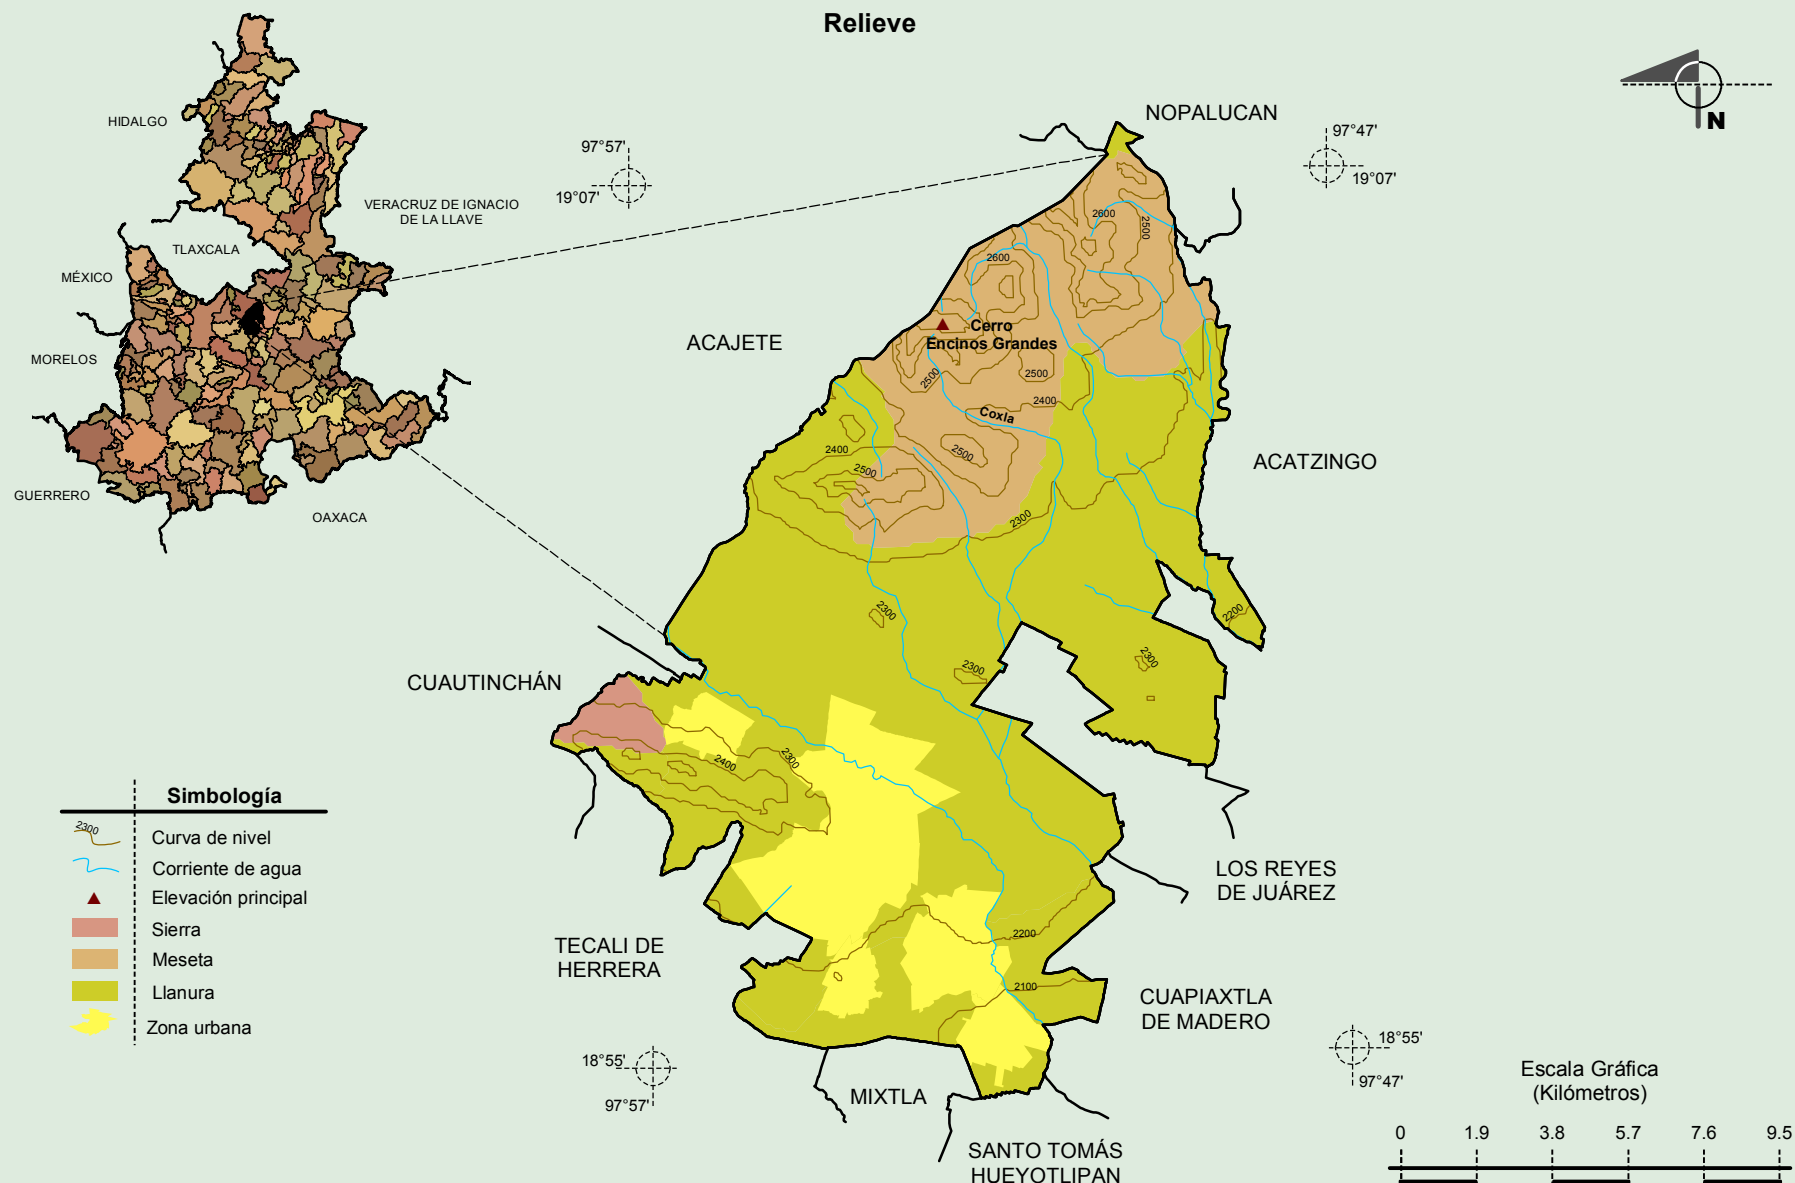 Relieve
N
HIDALGO
VERACRUZ DE IGNACIO
DE LA LLAVE
TLAXCALA
MÉXICO
MORELOS
GUERRERO
OAXACA
97°57'
19°07'
97°47'
19°07'
NOPALUCAN
ACAJETE
ACATZINGO
CUAUTINCHÁN
TECALI DE
HERRERA
MIXTLA
SANTO TOMÁS
HUEYOTLIPAN
CUAPIAXTLA
DE MADERO
LOS REYES
DE JUÁREZ
2600
2500
2600
Cerro
Encinos Grandes
2500
2500
2400
Coxla
2400
2500
2500
2300
2300
2200
2300
2300
2300
2400
2200
2100
18°55'
97°57'
18°55'
97°47'
Simbología
2300
Curva de nivel
Corriente de agua
Elevación principal
Sierra
Meseta
Llanura
Zona urbana
Escala Gráfica
(Kilómetros)
0 1.9 3.8 5.7 7.6 9.5